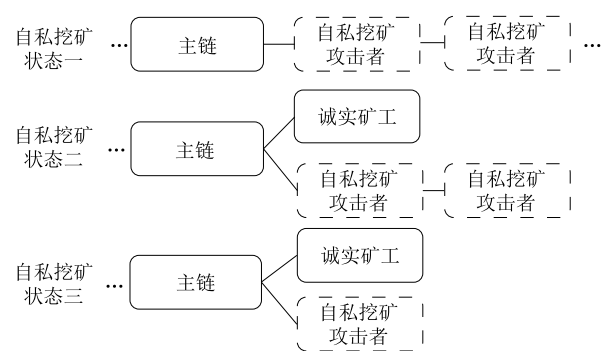 自私挖矿
状态一
…
主链
自私挖矿
攻击者
自私挖矿
攻击者
…
自私挖矿
状态二
…
主链
诚实矿工
自私挖矿
攻击者
自私挖矿
攻击者
自私挖矿
状态三
…
主链
诚实矿工
自私挖矿
攻击者